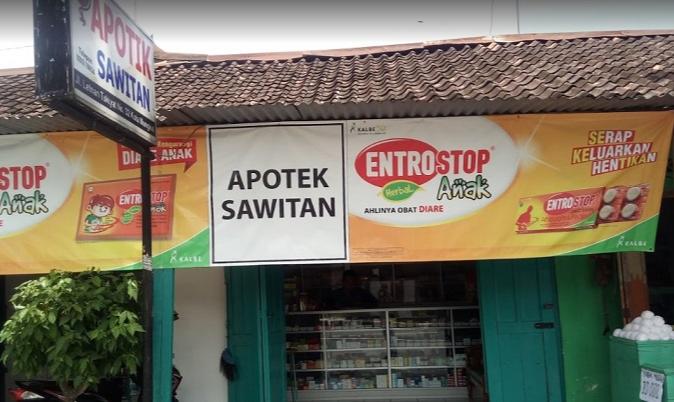 APOTIK
SAWITAN
Mengurangi
DIARE ANAK
ENTROSTOP
Anak
ENTROSTOP
KALBE
APOTEK
SAWITAN
KALBE
ENTROSTOP
Herbal
Anak
AHLINYA OBAT DIARE
SERAP
KELUARKAN
HENTIKAN
ENTROSTOP
KALBE